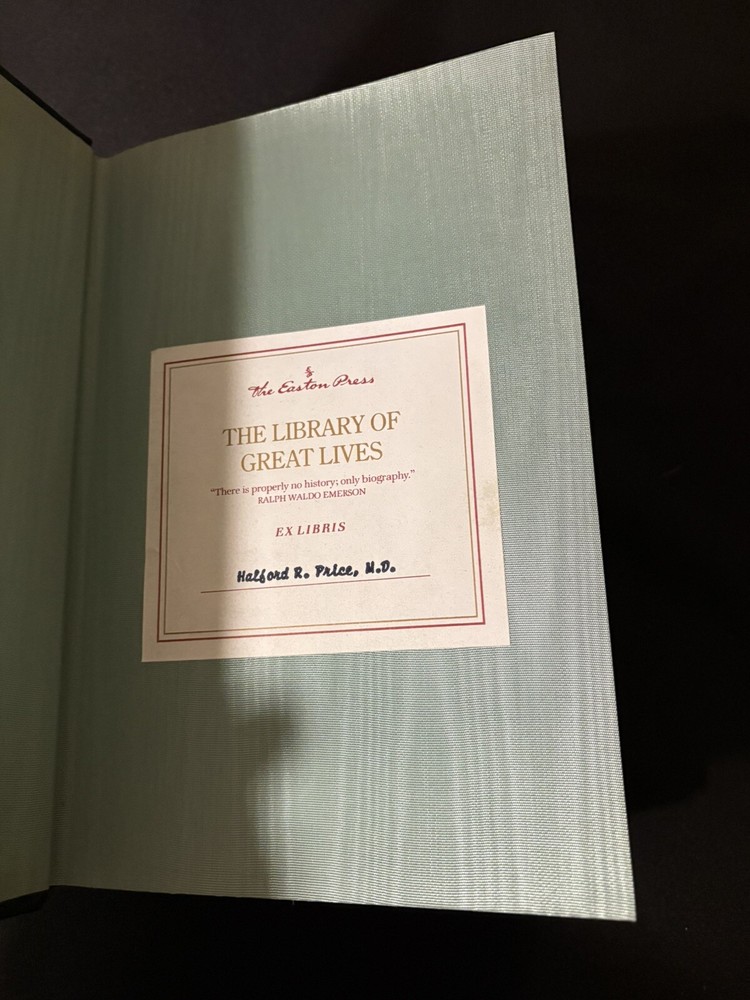 The Easton Press
THE LIBRARY OF
GREAT LIVES
"There is properly no history; only biography."
RALPH WALDO EMERSON
EX LIBRIS
Halford R. Price, M.D.